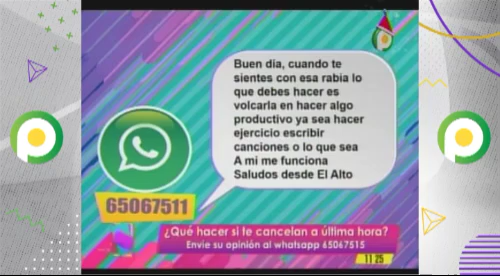 Buen día, cuando te
sientes con esa rabia lo
que debes hacer es
volcarla en hacer algo
productivo ya sea hacer
ejercicio escribir
canciones o lo que sea
A mi me funciona
Saludos desde El Alto
65067511
¿Qué hacer si te cancelan a última hora?
Envie su opinión al whatsapp 65067515
11 25